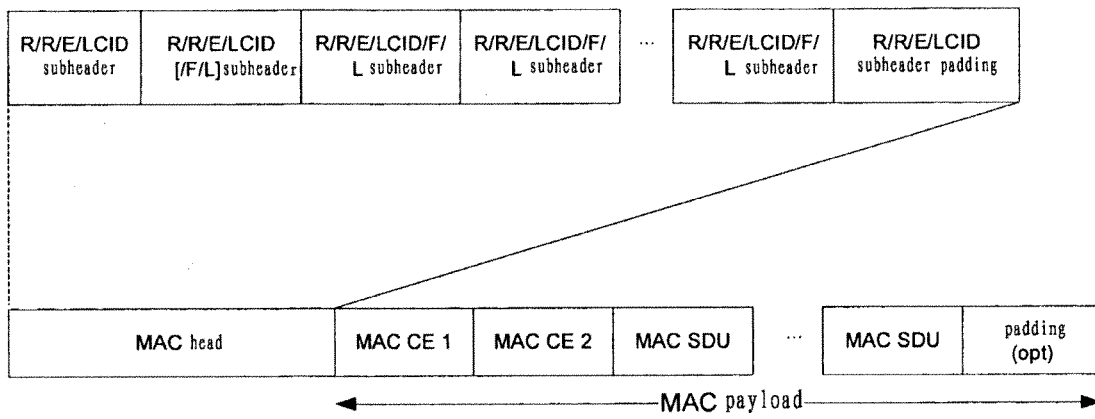 R/R/E/LCID
subheader
R/R/E/LCID
[/F/L]subheader
R/R/E/LCID/F/
L subheader
R/R/E/LCID/F/
L subheader
...
R/R/E/LCID/F/
L subheader
R/R/E/LCID
subheader padding
MAC head
MAC CE 1
MAC CE 2
MAC SDU
...
MAC SDU
padding
(opt)
MAC payload